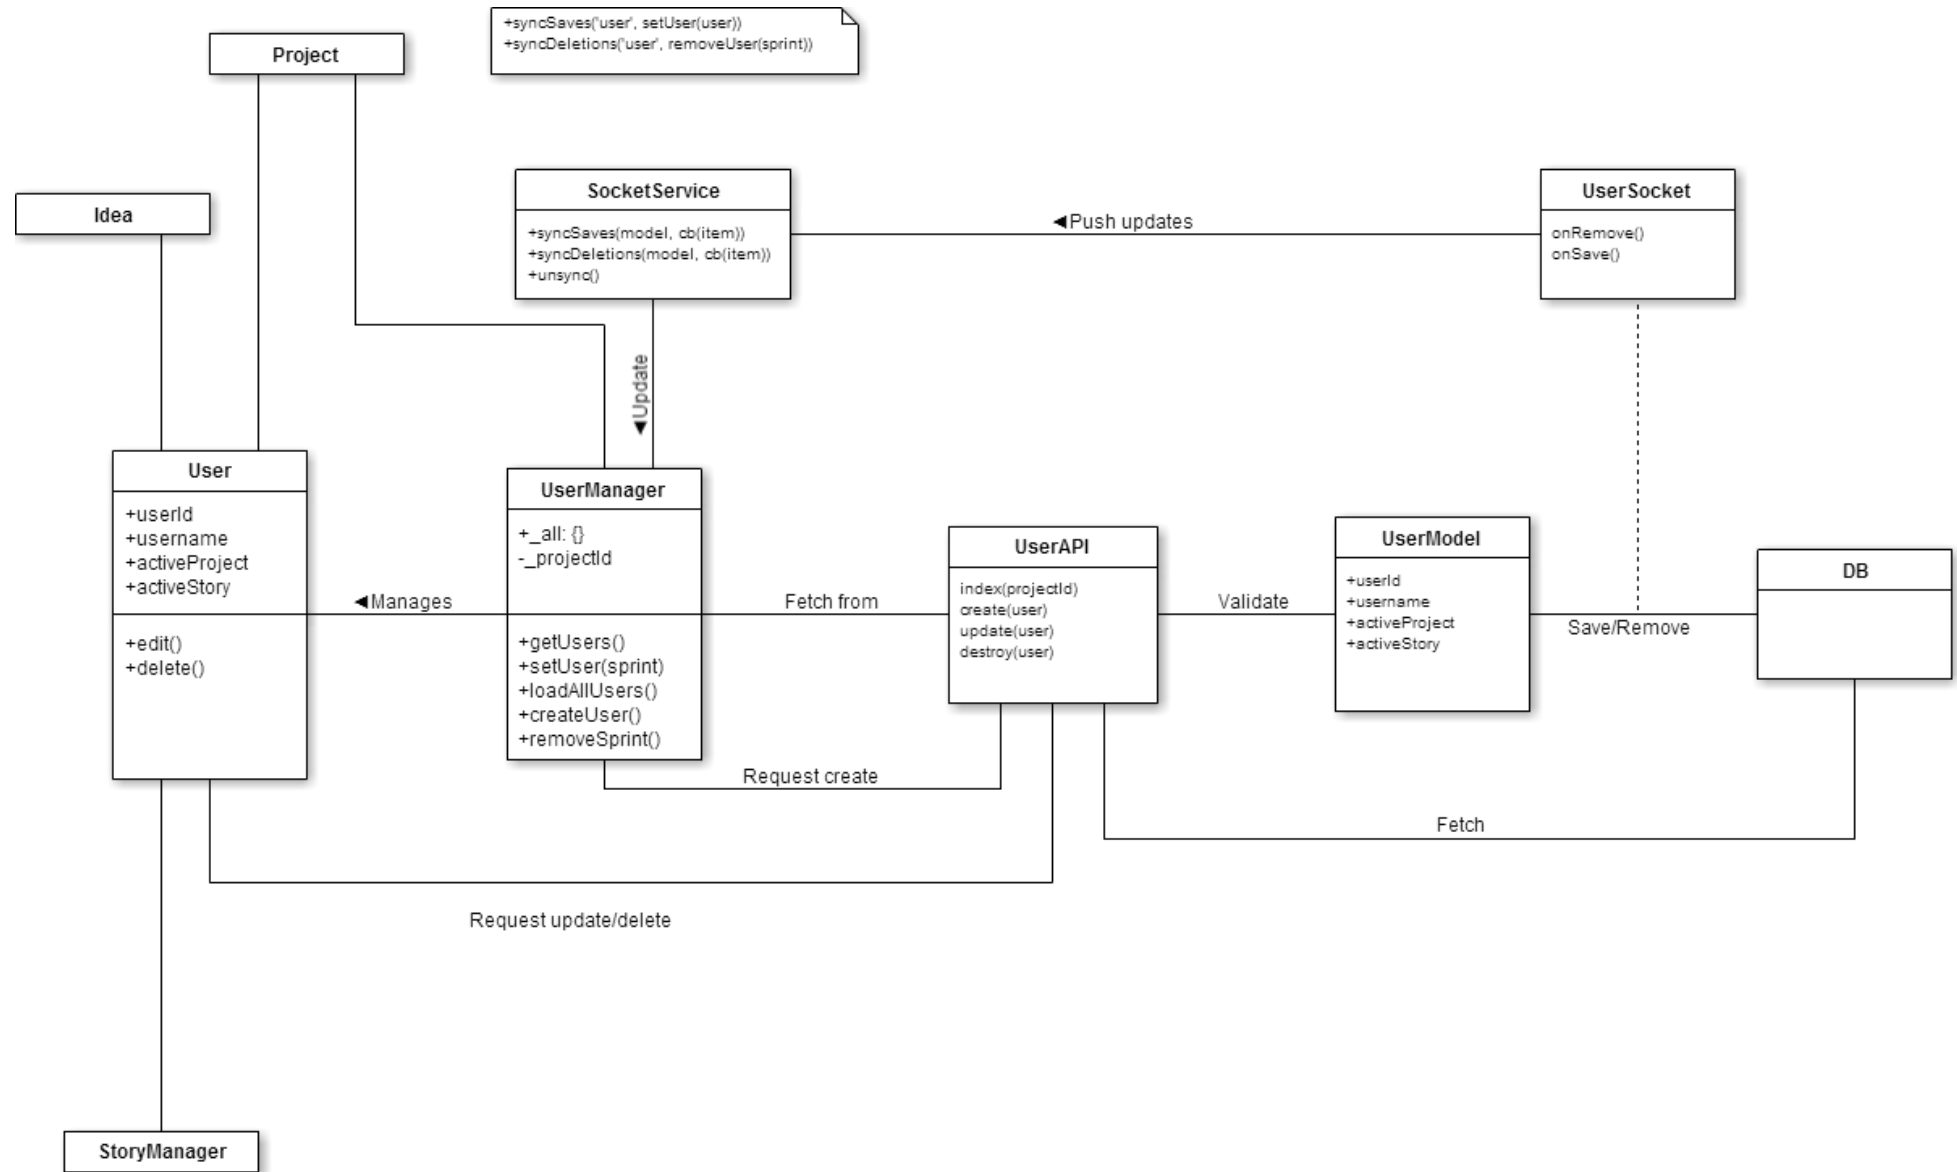 +syncSaves('user', setUser(user))
+syncDeletions('user', removeUser(sprint))
Project
Idea
SocketService
+syncSaves(model, cb(item))
+syncDeletions(model, cb(item))
+unsync()
◄Push updates
UserSocket
onRemove()
onSave()
◄Update
User
+userId
+username
+activeProject
+activeStory
+edit()
+delete()
◄Manages
UserManager
+_all: {}
-_projectId
+getUsers()
+setUser(sprint)
+loadAllUsers()
+createUser()
+removeSprint()
Fetch from
UserAPI
index(projectId)
create(user)
update(user)
destroy(user)
Validate
UserModel
+userId
+username
+activeProject
+activeStory
Save/Remove
DB
Request create
Fetch
Request update/delete
StoryManager